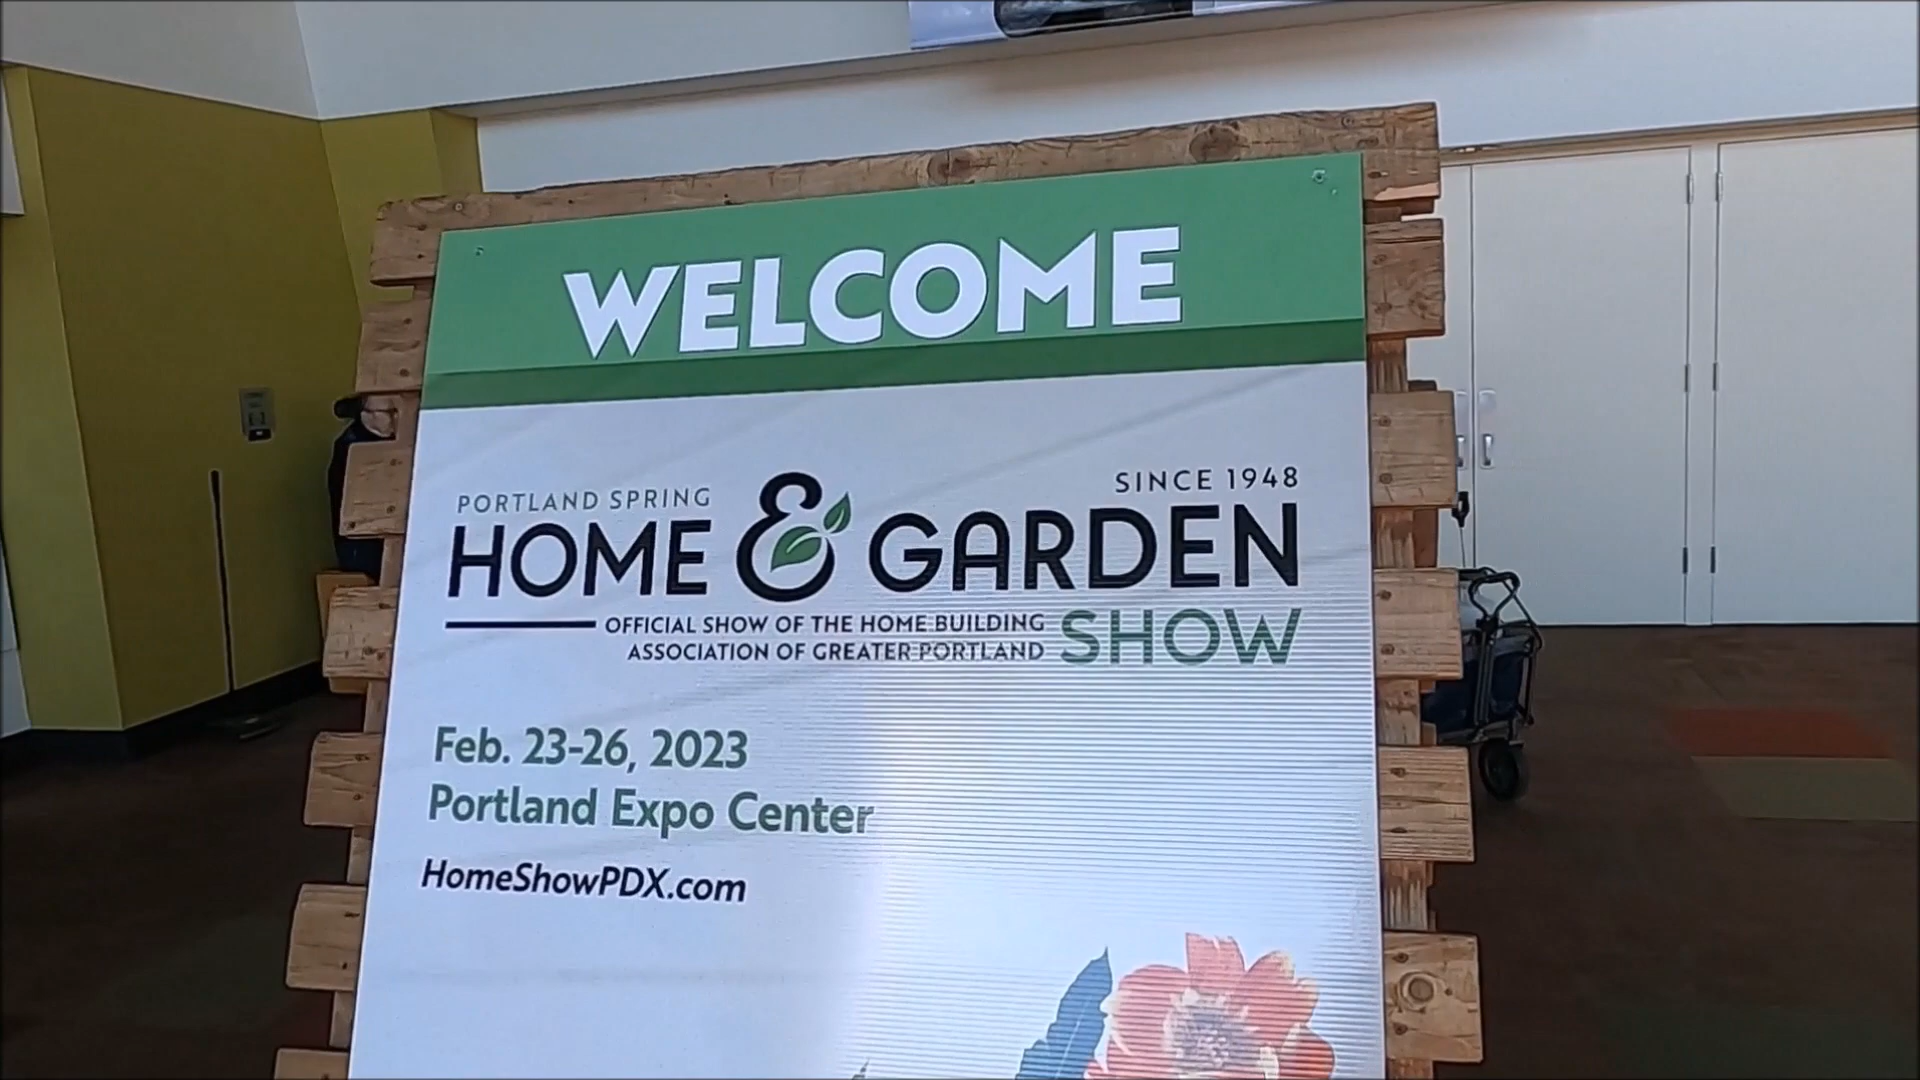 WELCOME
PORTLAND SPRING
SINCE 1948
HOME & GARDEN
SHOW
OFFICIAL SHOW OF THE HOME BUILDING
ASSOCIATION OF GREATER PORTLAND
Feb. 23-26, 2023
Portland Expo Center
HomeShowPDX.com